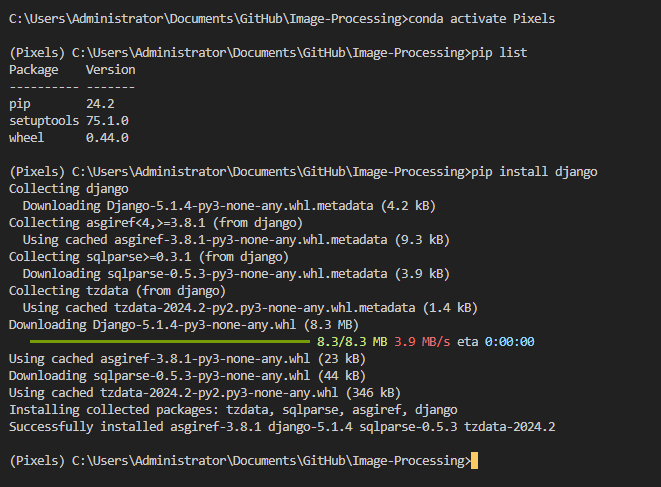 C:\Users\Administrator\Documents\GitHub\Image-Processing>conda activate Pixels
(Pixels) C:\Users\Administrator\Documents\GitHub\Image-Processing>pip list
Package    Version
---------- -------
pip        24.2
setuptools 75.1.0
wheel      0.44.0
(Pixels) C:\Users\Administrator\Documents\GitHub\Image-Processing>pip install django
Collecting django
  Downloading Django-5.1.4-py3-none-any.whl.metadata (4.2 kB)
Collecting asgiref<4,>=3.8.1 (from django)
  Using cached asgiref-3.8.1-py3-none-any.whl.metadata (9.3 kB)
Collecting sqlparse>=0.3.1 (from django)
  Downloading sqlparse-0.5.3-py3-none-any.whl.metadata (3.9 kB)
Collecting tzdata (from django)
  Using cached tzdata-2024.2-py2.py3-none-any.whl.metadata (1.4 kB)
Downloading Django-5.1.4-py3-none-any.whl (8.3 MB)
8.3/8.3 MB 3.9 MB/s eta 0:00:00
Using cached asgiref-3.8.1-py3-none-any.whl (23 kB)
Downloading sqlparse-0.5.3-py3-none-any.whl (44 kB)
Using cached tzdata-2024.2-py2.py3-none-any.whl (346 kB)
Installing collected packages: tzdata, sqlparse, asgiref, django
Successfully installed asgiref-3.8.1 django-5.1.4 sqlparse-0.5.3 tzdata-2024.2
(Pixels) C:\Users\Administrator\Documents\GitHub\Image-Processing>